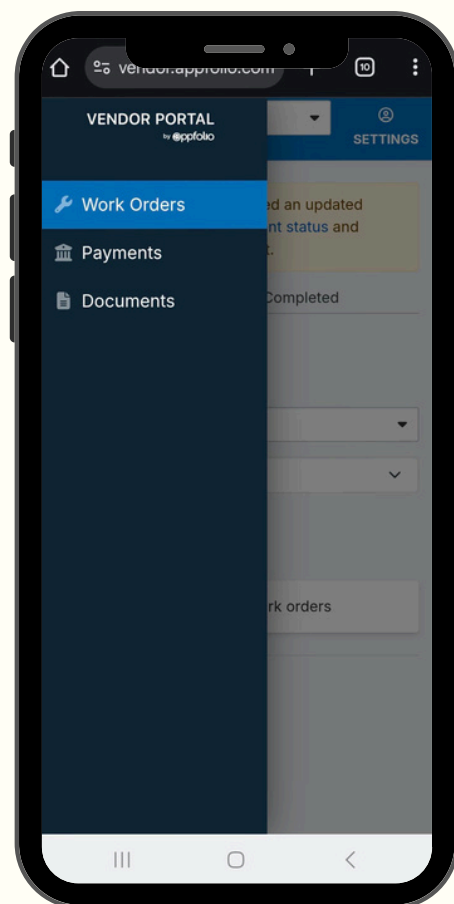 vendor.appfolio.com
10
VENDOR PORTAL
by appfolio
SETTINGS
Work Orders
ed an updated
nt status and
Payments
t.
Documents
Completed
rk orders